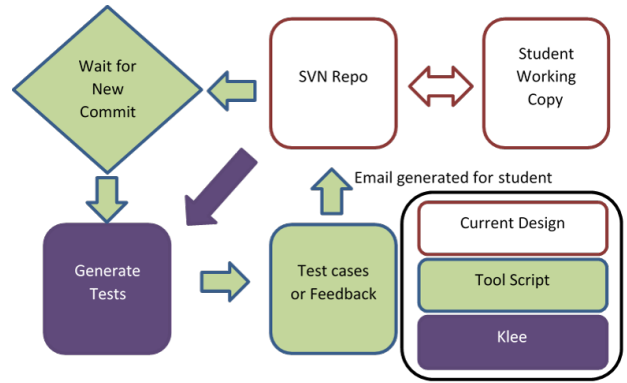 Wait for
New
Commit
SVN Repo
Student
Working
Copy
Email generated for student
Generate
Tests
Test cases
or Feedback
Current Design
Tool Script
Klee